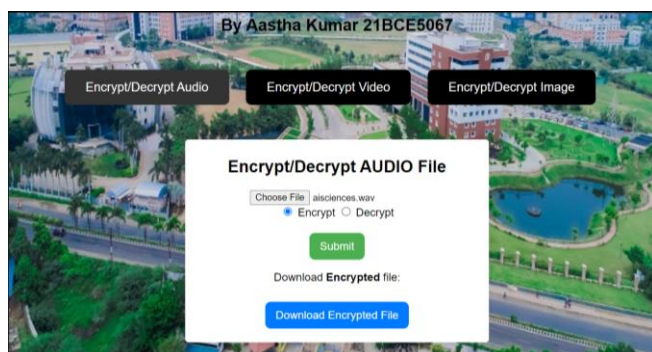 By Aastha Kumar 21BCE5067
Encrypt/Decrypt Audio Encrypt/Decrypt Video Encrypt/Decrypt Image
Encrypt/Decrypt AUDIO File
Choose File aisciences.wav
Encrypt Decrypt
Submit
Download Encrypted file:
Download Encrypted File